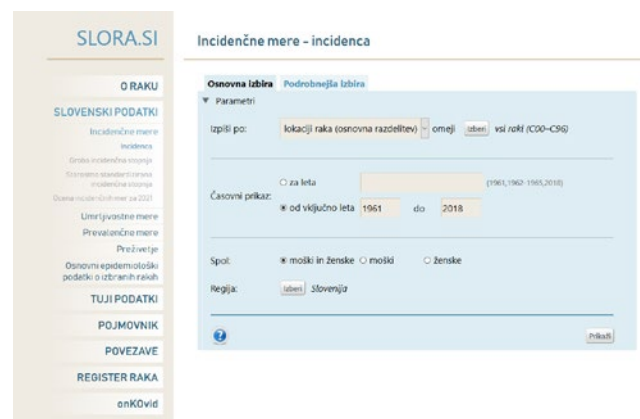 SLORA.SI
Incidenčne mere - incidenca
O RAKU
SLOVENSKI PODATKI
Incidenčne mere
Incidenca
Groba incidenčna stopnja
Starostno standardizirana
incidenčna stopnja
Ocena incidenčnih mer za 2021
Umrljivostne mere
Prevalenčne mere
Preživetje
Osnovni epidemiološki
podatki o izbranih rakih
TUJI PODATKI
POJMOVNIK
POVEZAVE
REGISTER RAKA
onKOvid
Osnovna izbira Podrobnejša izbira
Parametri
Izpiši po: lokaciji raka (osnovna razdelitev) omeji izberi vsi raki (C00–C96)
Časovni prikaz:
za leta (1961,1962-1965,2018)
od vključno leta 1961 do 2018
Spol: moški in ženske moški ženske
Regija: izberi Slovenija
?
Prikaži